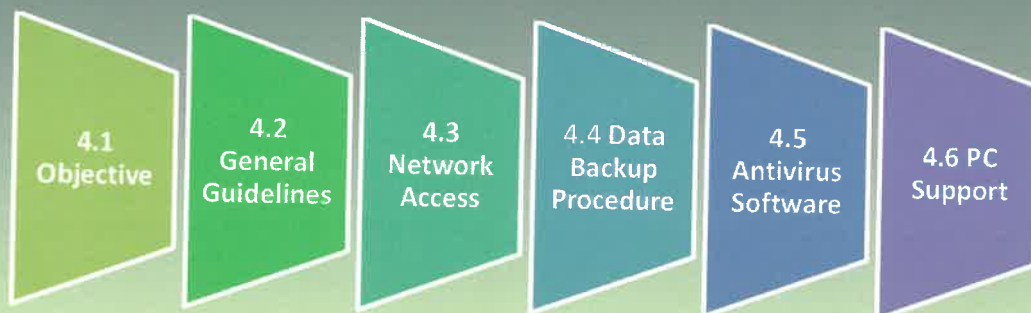 4.1
Objective
4.2
General
Guidelines
4.3
Network
Access
4.4 Data
Backup
Procedure
4.5
Antivirus
Software
4.6 PC
Support